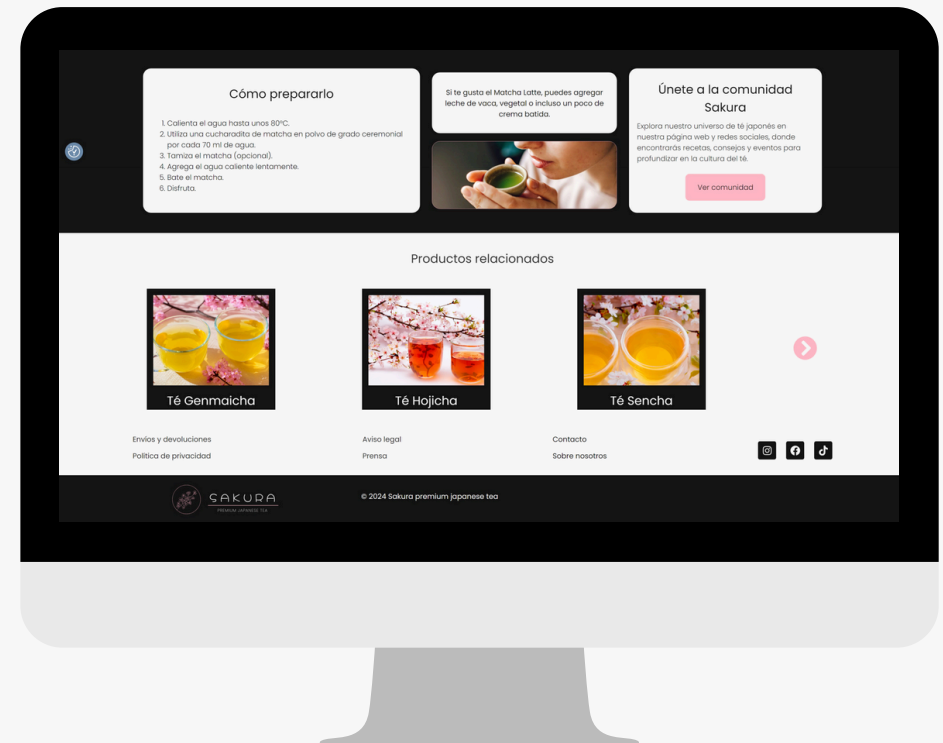 Cómo prepararlo
1. Calienta el agua hasta unos 80ºC.
2. Utiliza una cucharadita de matcha en polvo de grado ceremonial
por cada 70 ml de agua.
3. Tamiza el matcha (opcional).
4. Agrega el agua caliente lentamente.
5. Bate el matcha.
6. Disfruta.
Si te gusta el Matcha Latte, puedes agregar
leche de vaca, vegetal o incluso un poco de
crema batida.
Únete a la comunidad
Sakura
Explora nuestro universo de té japonés en
nuestra página web y redes sociales, donde
encontrarás recetas, consejos y eventos para
profundizar en la cultura del té.
Ver comunidad
Productos relacionados
Té Genmaicha
Té Hojicha
Té Sencha
Envíos y devoluciones
Aviso legal
Contacto
Política de privacidad
Prensa
Sobre nosotros
SAKURA
PREMIUM JAPANESE TEA
© 2024 Sakura premium japanese tea